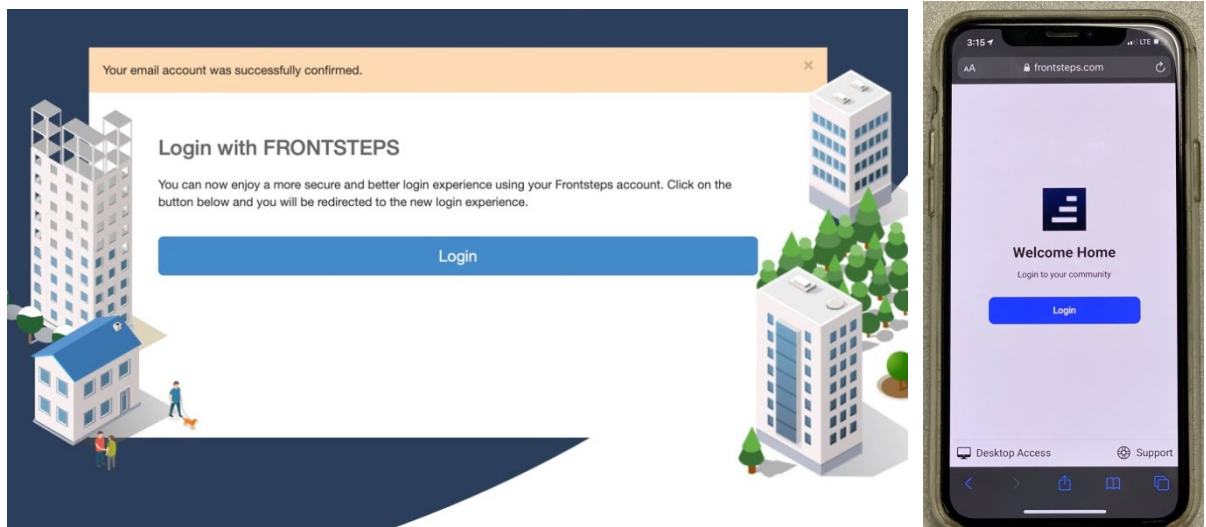 Your email account was successfully confirmed.
×
Login with FRONTSTEPS
You can now enjoy a more secure and better login experience using your Frontsteps account. Click on the
button below and you will be redirected to the new login experience.
Login
3:15
LTE
AA
frontsteps.com
Welcome Home
Login to your community
Login
Desktop Access
Support